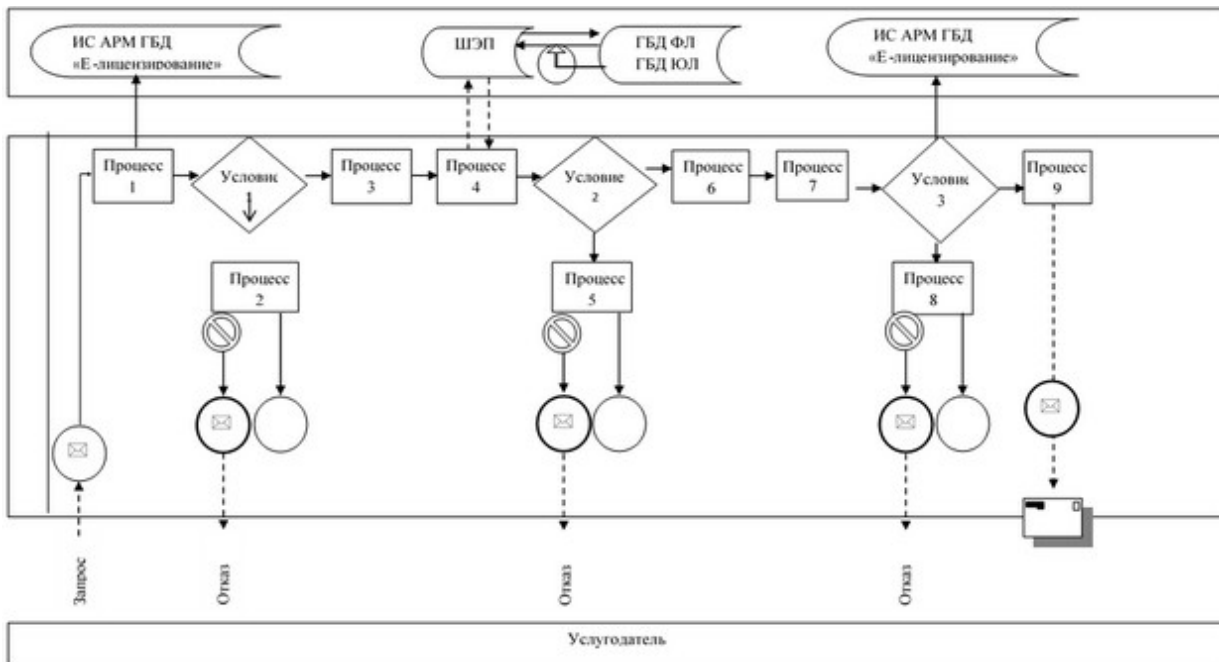 ИС АРМ ГБД
«Е-лицензирование»
ШЭП
ГБД ФЛ
ГБД ЮЛ
ИС АРМ ГБД
«Е-лицензирование»
Процесс
1
Условие
1
Процесс
3
Процесс
4
Условие
2
Процесс
6
Процесс
7
Условие
3
Процесс
9
Процесс
2
Процесс
5
Процесс
8
Запрос
Отказ
Отказ
Отказ
Услугодатель